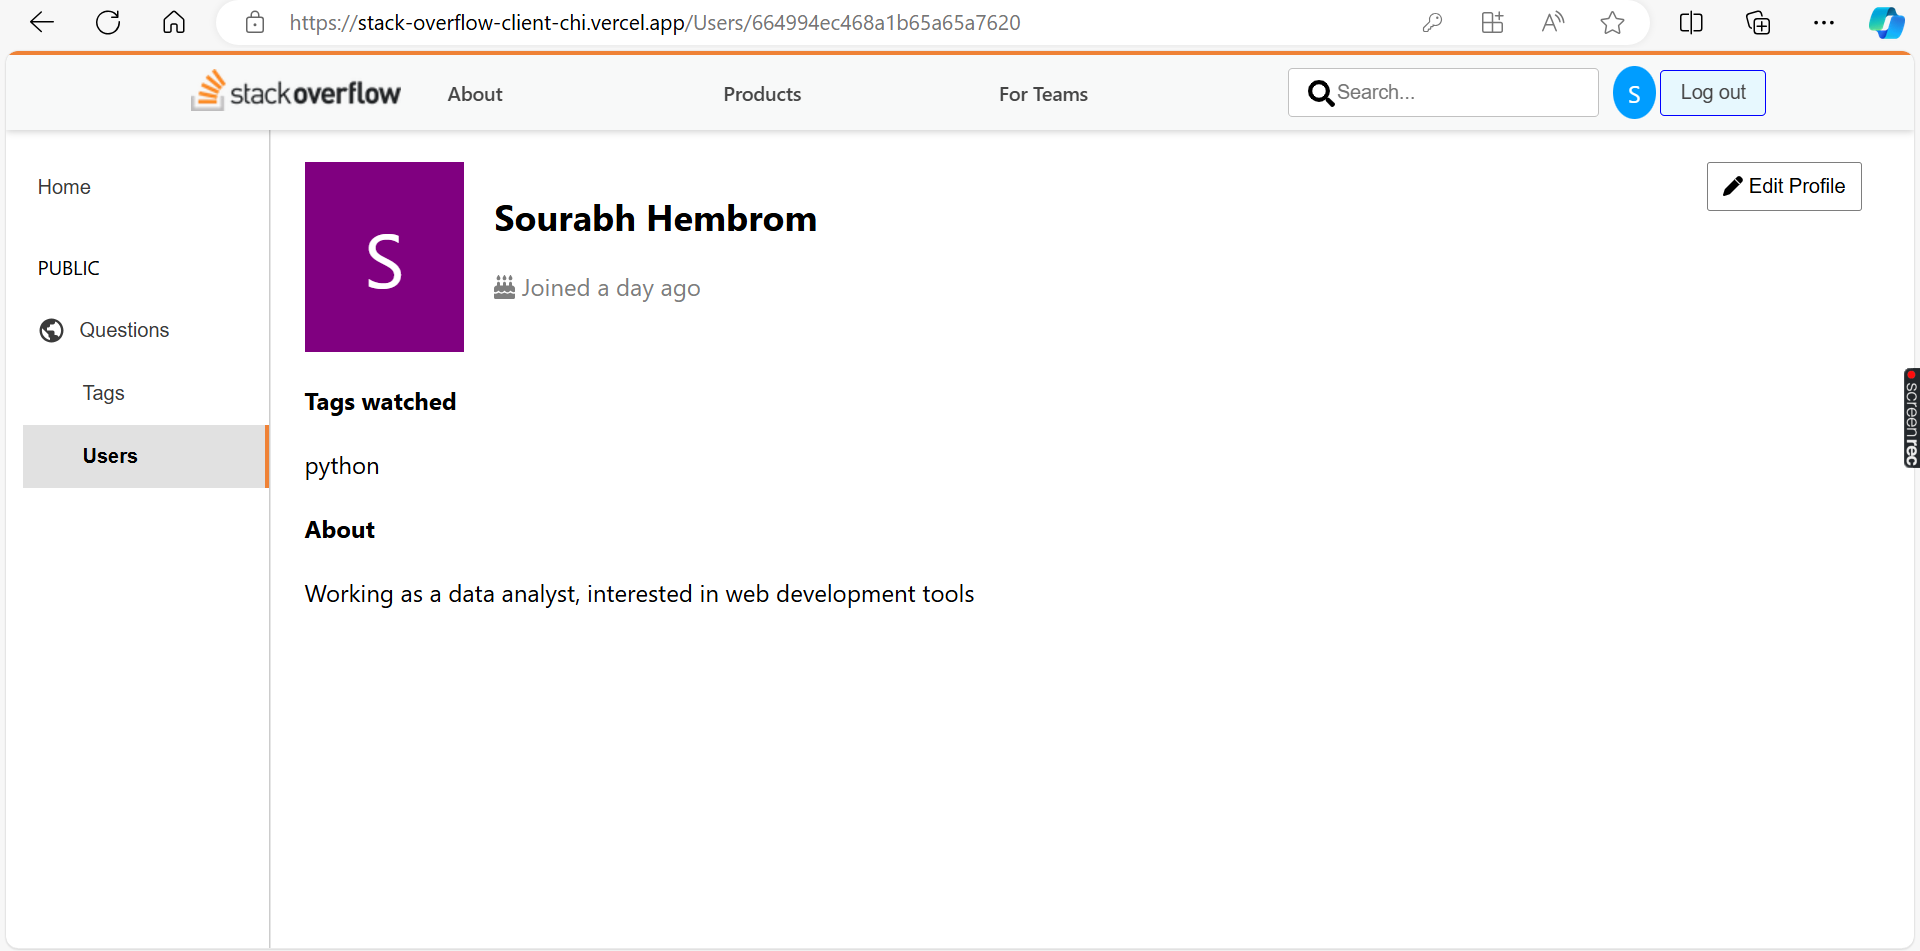 https://stack-overflow-client-chi.vercel.app/Users/664994ec468a1b65a65a7620
stackoverflow About Products For Teams Search... S Log out
Home
PUBLIC
Questions
Tags
Users
S
Sourabh Hembrom
Joined a day ago
Edit Profile
Tags watched
python
About
Working as a data analyst, interested in web development tools
screenrec